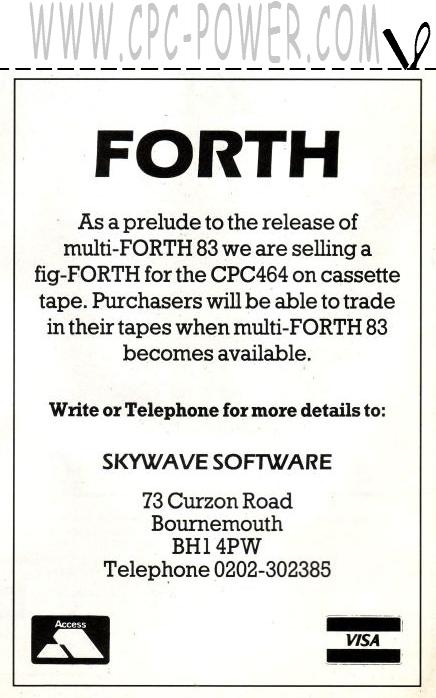 WWW.CPC-POWER.COM
FORTH
As a prelude to the release of
multi-FORTH 83 we are selling a
fig-FORTH for the CPC464 on cassette
tape. Purchasers will be able to trade
in their tapes when multi-FORTH 83
becomes available.
Write or Telephone for more details to:
SKYWAVE SOFTWARE
73 Curzon Road
Bournemouth
BH1 4PW
Telephone 0202-302385
Access
VISA